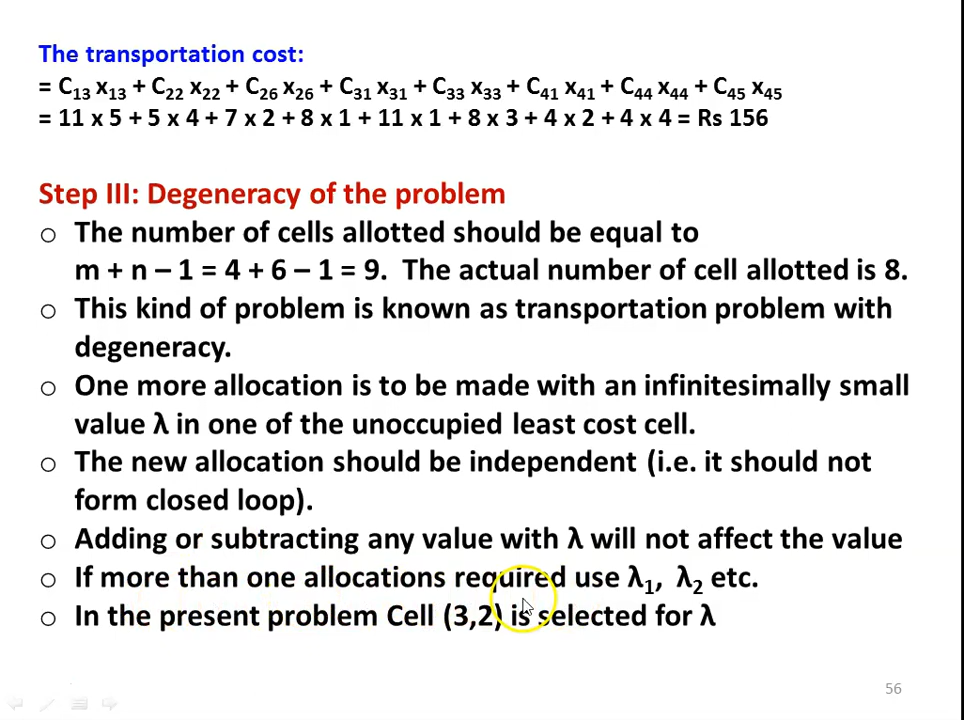 The transportation cost:
= C₁₃ x₁₃ + C₂₂ x₂₂ + C₂₆ x₂₆ + C₃₁ x₃₁ + C₃₃ x₃₃ + C₄₁ x₄₁ + C₄₄ x₄₄ + C₄₅ x₄₅
= 11 x 5 + 5 x 4 + 7 x 2 + 8 x 1 + 11 x 1 + 8 x 3 + 4 x 2 + 4 x 4 = Rs 156
Step III: Degeneracy of the problem
o The number of cells allotted should be equal to
m + n – 1 = 4 + 6 – 1 = 9. The actual number of cell allotted is 8.
o This kind of problem is known as transportation problem with
degeneracy.
o One more allocation is to be made with an infinitesimally small
value λ in one of the unoccupied least cost cell.
o The new allocation should be independent (i.e. it should not
form closed loop).
o Adding or subtracting any value with λ will not affect the value
o If more than one allocations required use λ₁, λ₂ etc.
o In the present problem Cell (3,2) is selected for λ
56